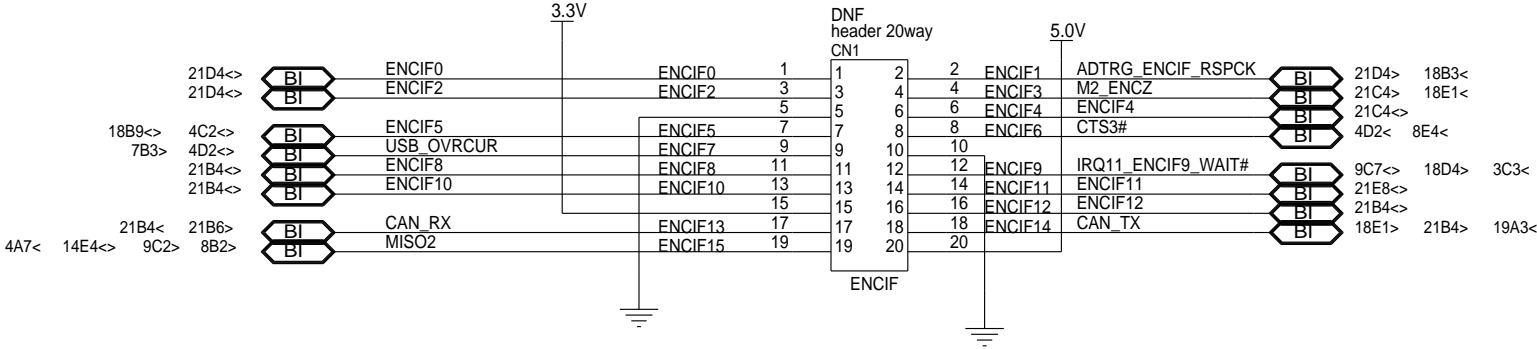 3.3V
DNF
header 20way
CN1
5.0V
21D4<> BI ENCIF0 ENCIF0 1 1 2 2 ENCIF1 ADTRG_ENCIF_RSPCK BI 21D4> 18B3<
21D4<> BI ENCIF2 ENCIF2 3 3 4 4 ENCIF3 M2_ENCZ BI 21C4> 18E1<
5 5 6 6 ENCIF4 ENCIF4 BI 21C4<>
18B9<> 4C2<> BI ENCIF5 ENCIF5 7 7 8 8 ENCIF6 CTS3# BI 4D2< 8E4<
7B3> 4D2<> BI USB_OVRCUR ENCIF7 9 9 10 10
21B4<> BI ENCIF8 ENCIF8 11 11 12 12 ENCIF9 IRQ11_ENCIF9_WAIT# BI 9C7<> 18D4> 3C3<
21B4<> BI ENCIF10 ENCIF10 13 13 14 14 ENCIF11 ENCIF11 BI 21E8<>
15 15 16 16 ENCIF12 ENCIF12 BI 21B4<>
21B4< 21B6> BI CAN_RX ENCIF13 17 17 18 18 ENCIF14 CAN_TX BI 18E1> 21B4> 19A3<
4A7< 14E4<> 9C2> 8B2> BI MISO2 ENCIF15 19 19 20 20
ENCIF